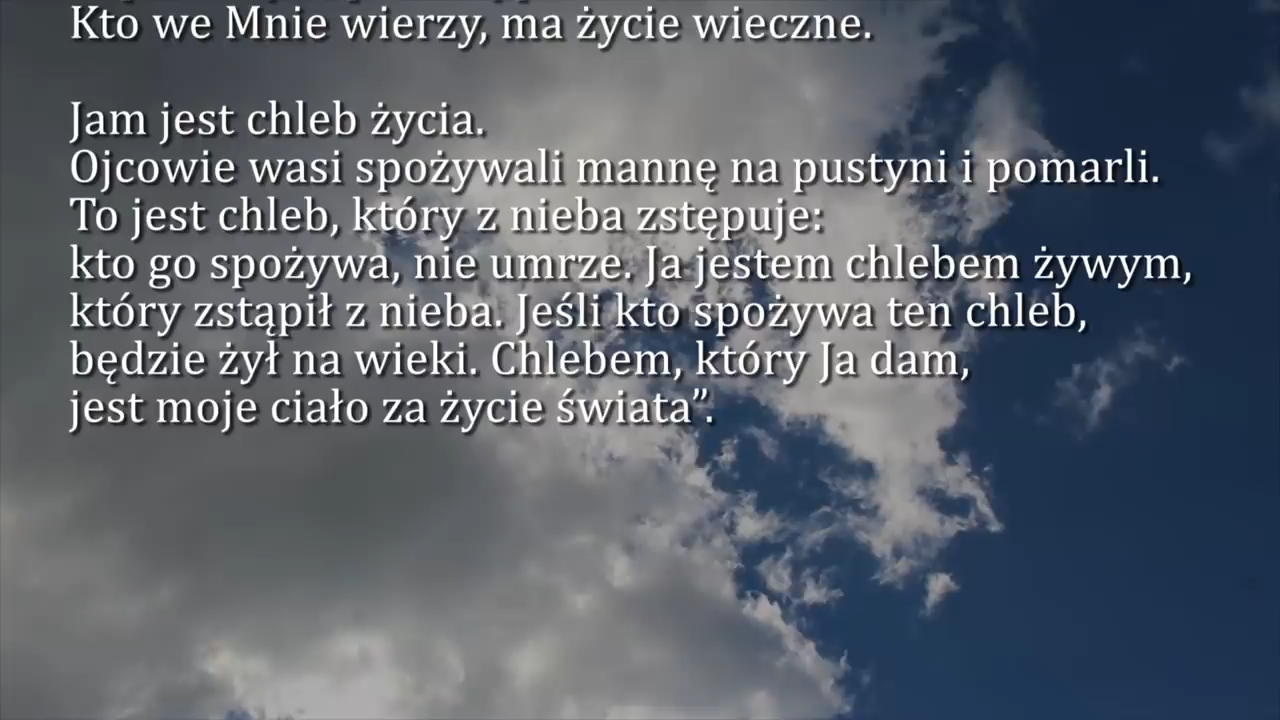 Kto we Mnie wierzy, ma życie wieczne.
Jam jest chleb życia.
Ojcowie wasi spożywali mannę na pustyni i pomarli.
To jest chleb, który z nieba zstępuje:
kto go spożywa, nie umrze. Ja jestem chlebem żywym,
który zstąpił z nieba. Jeśli kto spożywa ten chleb,
będzie żył na wieki. Chlebem, który Ja dam,
jest moje ciało za życie świata”.